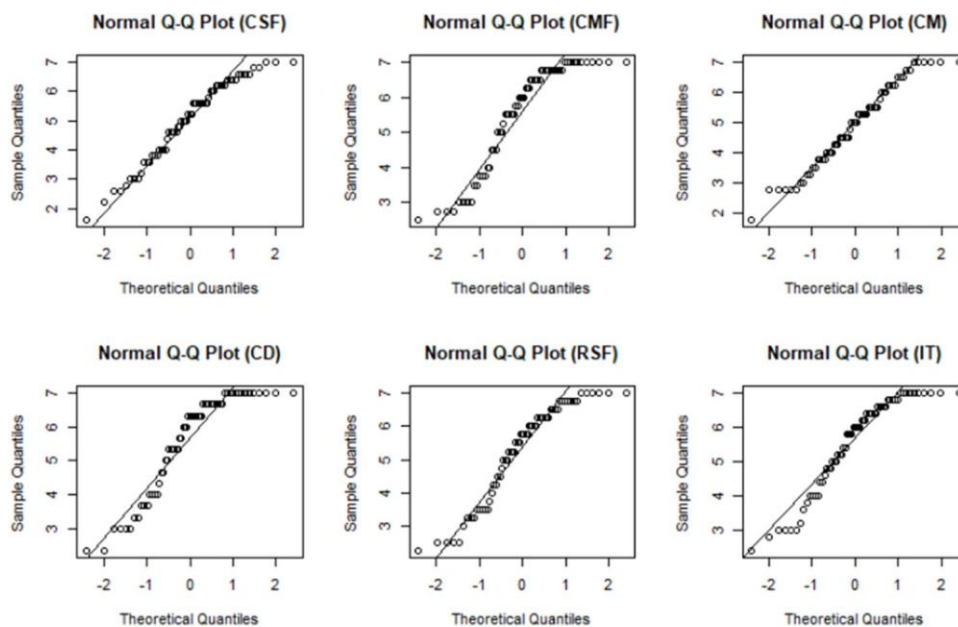 Normal Q-Q Plot (CSF)
Sample Quantiles
7
6
5
4
3
2
-2 -1 0 1 2
Theoretical Quantiles
Normal Q-Q Plot (CMF)
Sample Quantiles
7
6
5
4
3
-2 -1 0 1 2
Theoretical Quantiles
Normal Q-Q Plot (CM)
Sample Quantiles
7
6
5
4
3
2
-2 -1 0 1 2
Theoretical Quantiles
Normal Q-Q Plot (CD)
Sample Quantiles
7
6
5
4
3
-2 -1 0 1 2
Theoretical Quantiles
Normal Q-Q Plot (RSF)
Sample Quantiles
7
6
5
4
3
-2 -1 0 1 2
Theoretical Quantiles
Normal Q-Q Plot (IT)
Sample Quantiles
7
6
5
4
3
-2 -1 0 1 2
Theoretical Quantiles